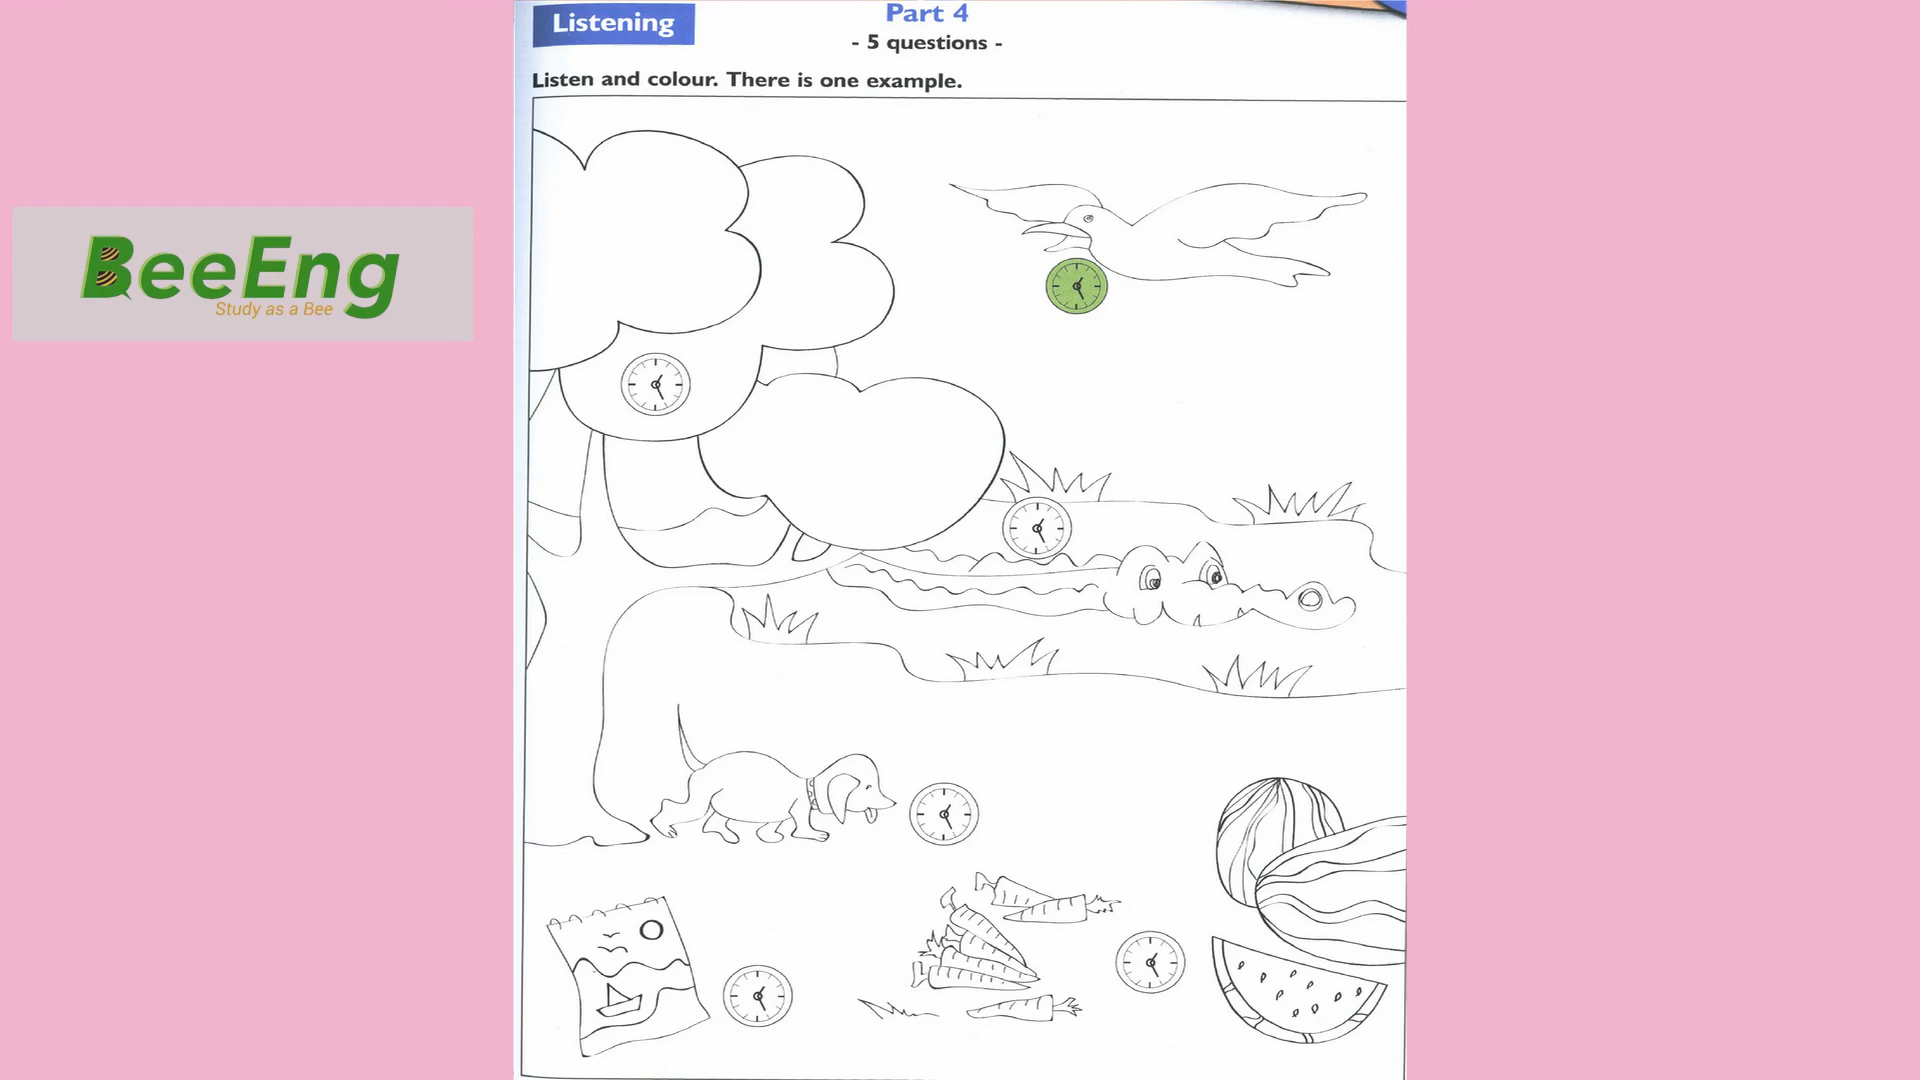 Listening
Part 4
- 5 questions -
Listen and colour. There is one example.
BeeEng
Study as a Bee